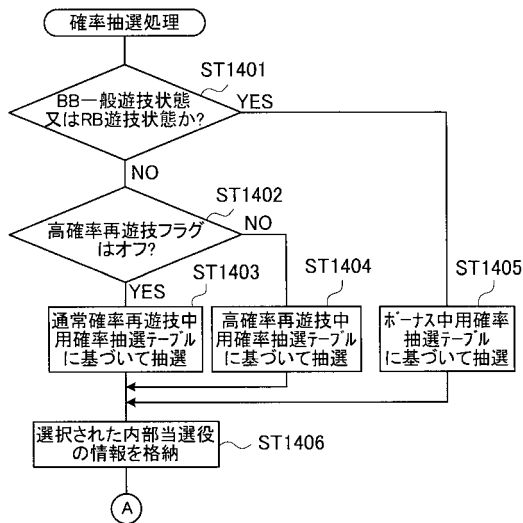 確率抽選処理
ST1401
BB一般遊技状態
又はRB遊技状態か?
YES
NO
ST1402
高確率再遊技フラグ
はオフ?
NO
YES
ST1403
通常確率再遊技中
用確率抽選テーブル
に基づいて抽選
ST1404
高確率再遊技中
用確率抽選テーブル
に基づいて抽選
ST1405
ボーナス中用確率
抽選テーブル
に基づいて抽選
選択された内部当選役
の情報を格納
ST1406
A